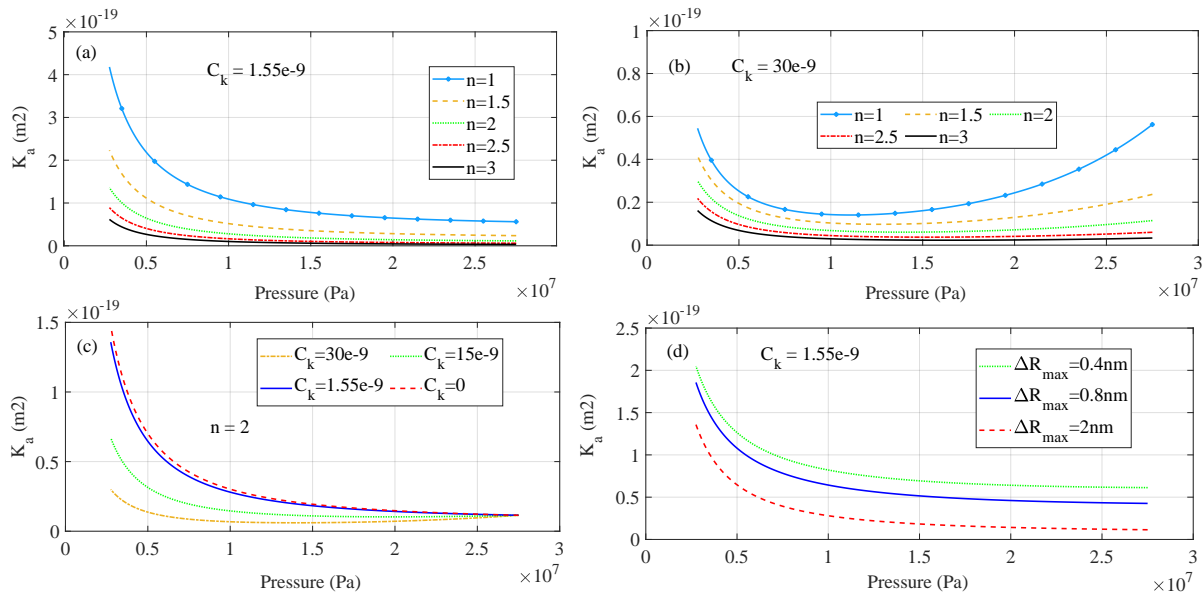 ×10^-19
(a)
C_k = 1.55e-9
n=1
n=1.5
n=2
n=2.5
n=3
K_a (m2)
5
4
3
2
1
0
0 0.5 1 1.5 2 2.5 3
Pressure (Pa)
×10^7
×10^-19
(b)
C_k = 30e-9
n=1 n=1.5 n=2
n=2.5 n=3
K_a (m2)
1
0.8
0.6
0.4
0.2
0
0 0.5 1 1.5 2 2.5 3
Pressure (Pa)
×10^7
×10^-19
(c)
C_k=30e-9 C_k=15e-9
C_k=1.55e-9 C_k=0
n = 2
K_a (m2)
1.5
1
0.5
0
0 0.5 1 1.5 2 2.5 3
Pressure (Pa)
×10^7
×10^-19
(d)
C_k = 1.55e-9
ΔR_max=0.4nm
ΔR_max=0.8nm
ΔR_max=2nm
K_a (m2)
2.5
2
1.5
1
0.5
0
0 0.5 1 1.5 2 2.5 3
Pressure (Pa)
×10^7